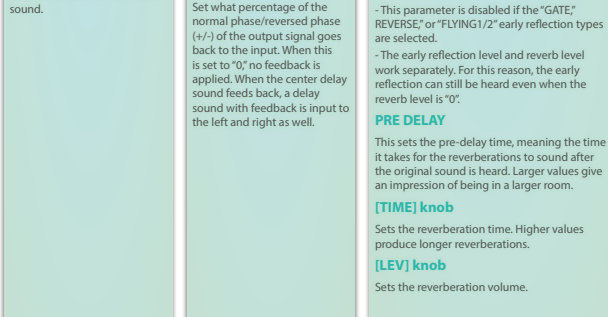 sound.
Set what percentage of the
normal phase/reversed phase
(+/-) of the output signal goes
back to the input. When this
is set to “0,” no feedback is
applied. When the center delay
sound feeds back, a delay
sound with feedback is input to
the left and right as well.
- This parameter is disabled if the “GATE,”
REVERSE,” or “FLYING1/2” early reflection types
are selected.
- The early reflection level and reverb level
work separately. For this reason, the early
reflection can still be heard even when the
reverb level is “0”.
PRE DELAY
This sets the pre-delay time, meaning the time
it takes for the reverberations to sound after
the original sound is heard. Larger values give
an impression of being in a larger room.
[TIME] knob
Sets the reverberation time. Higher values
produce longer reverberations.
[LEV] knob
Sets the reverberation volume.